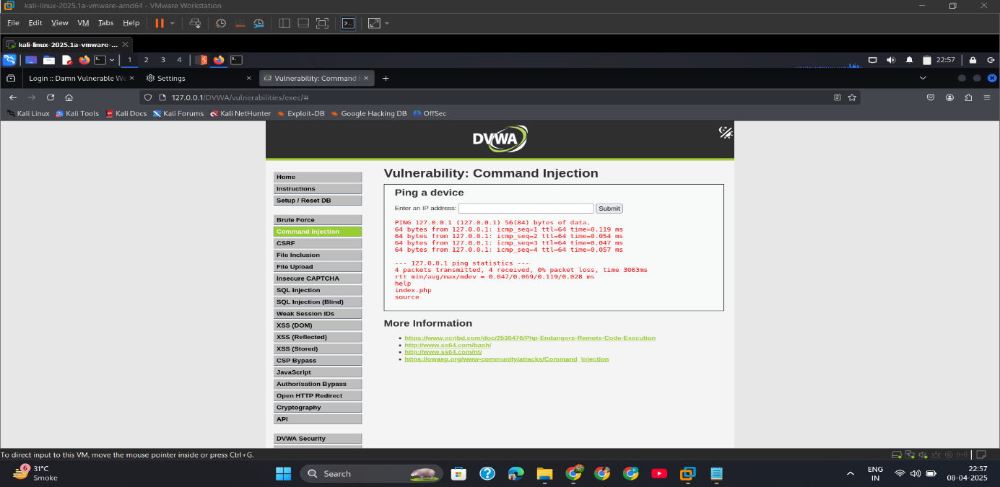 kali-linux-2025.1a-vmware-amd64 - VMware Workstation
File Edit View VM Tabs Help
kali-linux-2025.1a-vmware-...
1 2 3 4 22:57
Login :: Damn Vulnerable We Settings Vulnerability: Command I
127.0.0.1/DVWA/vulnerabilities/exec/#
Kali Linux Kali Tools Kali Docs Kali Forums Kali NetHunter Exploit-DB Google Hacking DB OffSec
DVWA
Home
Instructions
Setup / Reset DB
Brute Force
Command Injection
CSRF
File Inclusion
File Upload
Insecure CAPTCHA
SQL Injection
SQL Injection (Blind)
Weak Session IDs
XSS (DOM)
XSS (Reflected)
XSS (Stored)
CSP Bypass
JavaScript
Authorisation Bypass
Open HTTP Redirect
Cryptography
API
DVWA Security
Vulnerability: Command Injection
Ping a device
Enter an IP address: Submit
PING 127.0.0.1 (127.0.0.1) 56(84) bytes of data.
64 bytes from 127.0.0.1: icmp_seq=1 ttl=64 time=0.119 ms
64 bytes from 127.0.0.1: icmp_seq=2 ttl=64 time=0.054 ms
64 bytes from 127.0.0.1: icmp_seq=3 ttl=64 time=0.047 ms
64 bytes from 127.0.0.1: icmp_seq=4 ttl=64 time=0.057 ms
--- 127.0.0.1 ping statistics ---
4 packets transmitted, 4 received, 0% packet loss, time 3063ms
rtt min/avg/max/mdev = 0.047/0.069/0.119/0.028 ms
help
index.php
source
More Information
https://www.scribd.com/doc/2530476/Php-Endangers-Remote-Code-Execution
http://www.ss64.com/bash/
http://www.ss64.com/nt/
https://owasp.org/www-community/attacks/Command_Injection
To direct input to this VM, move the mouse pointer inside or press Ctrl+G.
6
31°C
Smoke
Search
ENG
IN
22:57
08-04-2025